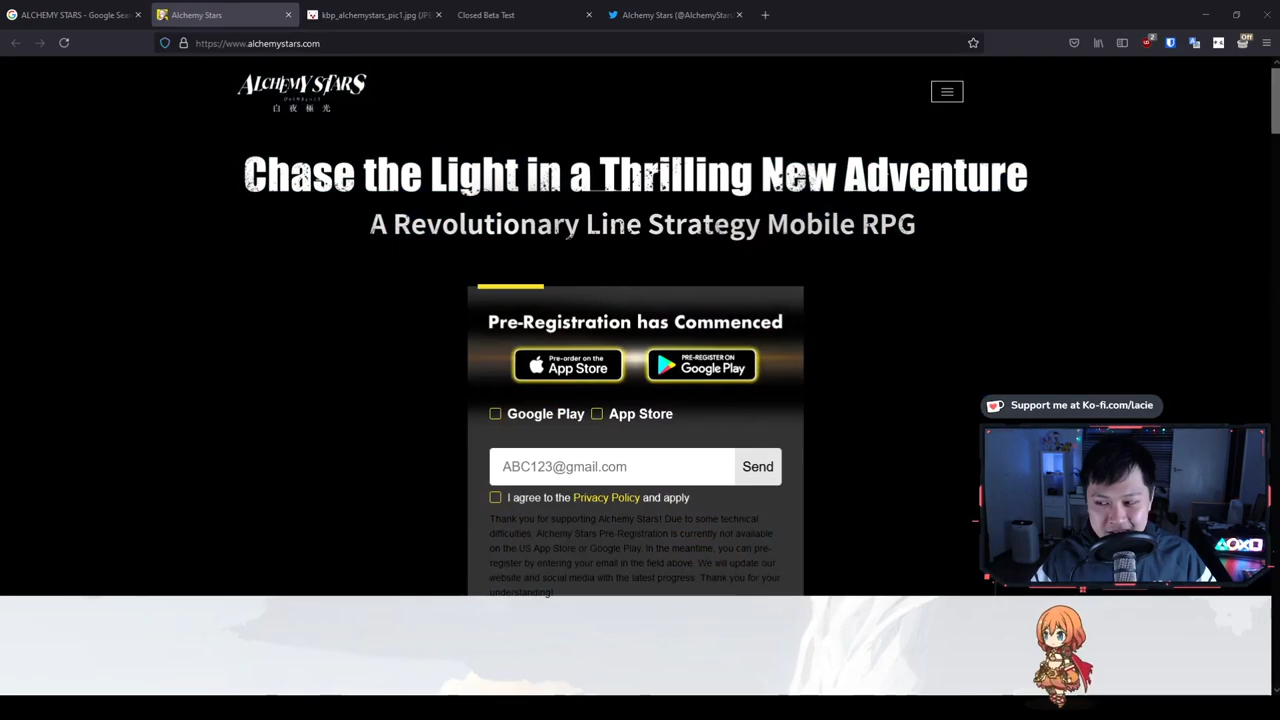 ALCHEMY STARS - Google Sea
Alchemy Stars
kbp_alchemystars_pic1.jpg (JPE
Closed Beta Test
Alchemy Stars (@AlchemyStar
2
Off
https://www.alchemystars.com
ALCHEMY STARS
白夜極光
Chase the Light in a Thrilling New Adventure
A Revolutionary Line Strategy Mobile RPG
Pre-Registration has Commenced
Pre-order on the
App Store
PRE-REGISTER ON
Google Play
Google Play
App Store
ABC123@gmail.com
Send
I agree to the Privacy Policy and apply
Thank you for supporting Alchemy Stars! Due to some technical
difficulties, Alchemy Stars Pre-Registration is currently not available
on the US App Store or Google Play. In the meantime, you can pre-
register by entering your email in the field above. We will update our
website and social media with the latest progress. Thank you for your
understanding!
Support me at Ko-fi.com/lacie